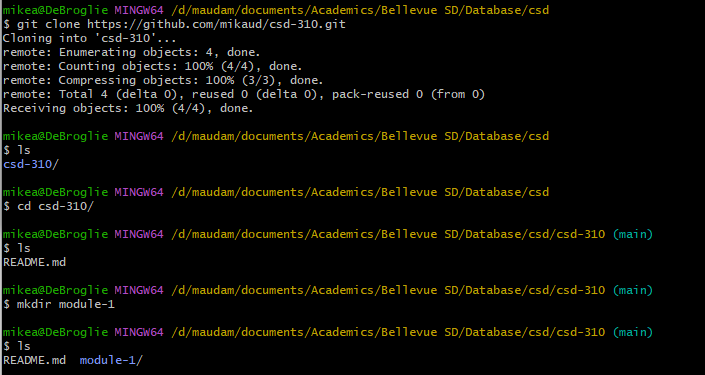 mikea@DeBroglie MINGW64 /d/maudam/documents/Academics/Bellevue SD/Database/csd
$ git clone https://github.com/mikaud/csd-310.git
Cloning into 'csd-310'...
remote: Enumerating objects: 4, done.
remote: Counting objects: 100% (4/4), done.
remote: Compressing objects: 100% (3/3), done.
remote: Total 4 (delta 0), reused 0 (delta 0), pack-reused 0 (from 0)
Receiving objects: 100% (4/4), done.
mikea@DeBroglie MINGW64 /d/maudam/documents/Academics/Bellevue SD/Database/csd
$ ls
csd-310/
mikea@DeBroglie MINGW64 /d/maudam/documents/Academics/Bellevue SD/Database/csd
$ cd csd-310/
mikea@DeBroglie MINGW64 /d/maudam/documents/Academics/Bellevue SD/Database/csd/csd-310 (main)
$ ls
README.md
mikea@DeBroglie MINGW64 /d/maudam/documents/Academics/Bellevue SD/Database/csd/csd-310 (main)
$ mkdir module-1
mikea@DeBroglie MINGW64 /d/maudam/documents/Academics/Bellevue SD/Database/csd/csd-310 (main)
$ ls
README.md  module-1/